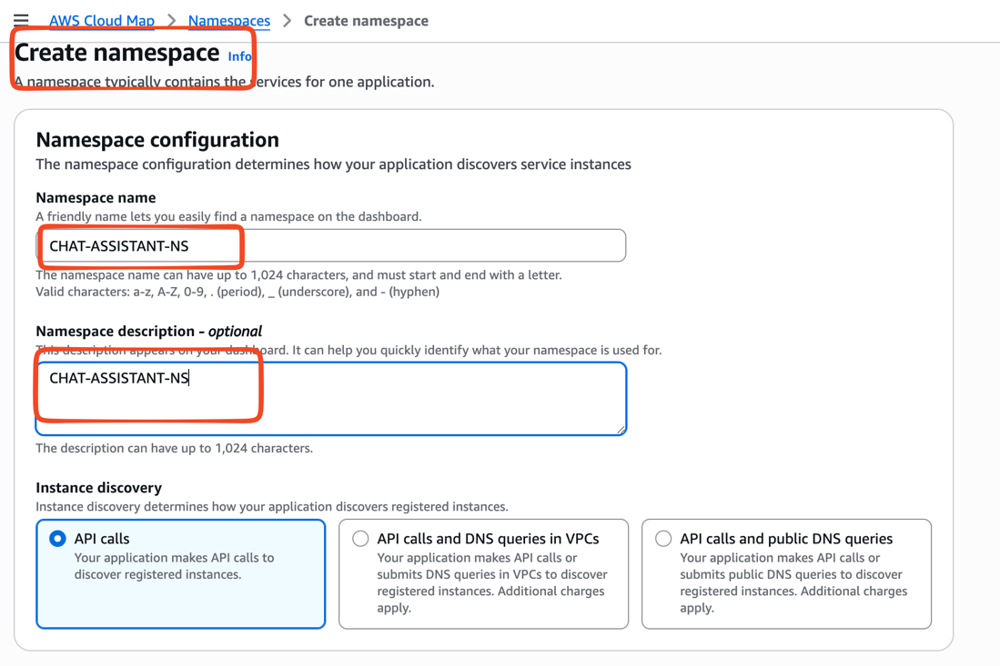 AWS Cloud Map > Namespaces > Create namespace
Create namespace Info
A namespace typically contains the services for one application.
Namespace configuration
The namespace configuration determines how your application discovers service instances
Namespace name
A friendly name lets you easily find a namespace on the dashboard.
CHAT-ASSISTANT-NS
The namespace name can have up to 1,024 characters, and must start and end with a letter.
Valid characters: a-z, A-Z, 0-9, . (period), _ (underscore), and - (hyphen)
Namespace description - optional
This description appears on your dashboard. It can help you quickly identify what your namespace is used for.
CHAT-ASSISTANT-NS
The description can have up to 1,024 characters.
Instance discovery
Instance discovery determines how your application discovers registered instances.
API calls
Your application makes API calls to
discover registered instances.
API calls and DNS queries in VPCs
Your application makes API calls or
submits DNS queries in VPCs to discover
registered instances. Additional charges
apply.
API calls and public DNS queries
Your application makes API calls or
submits public DNS queries to discover
registered instances. Additional charges
apply.